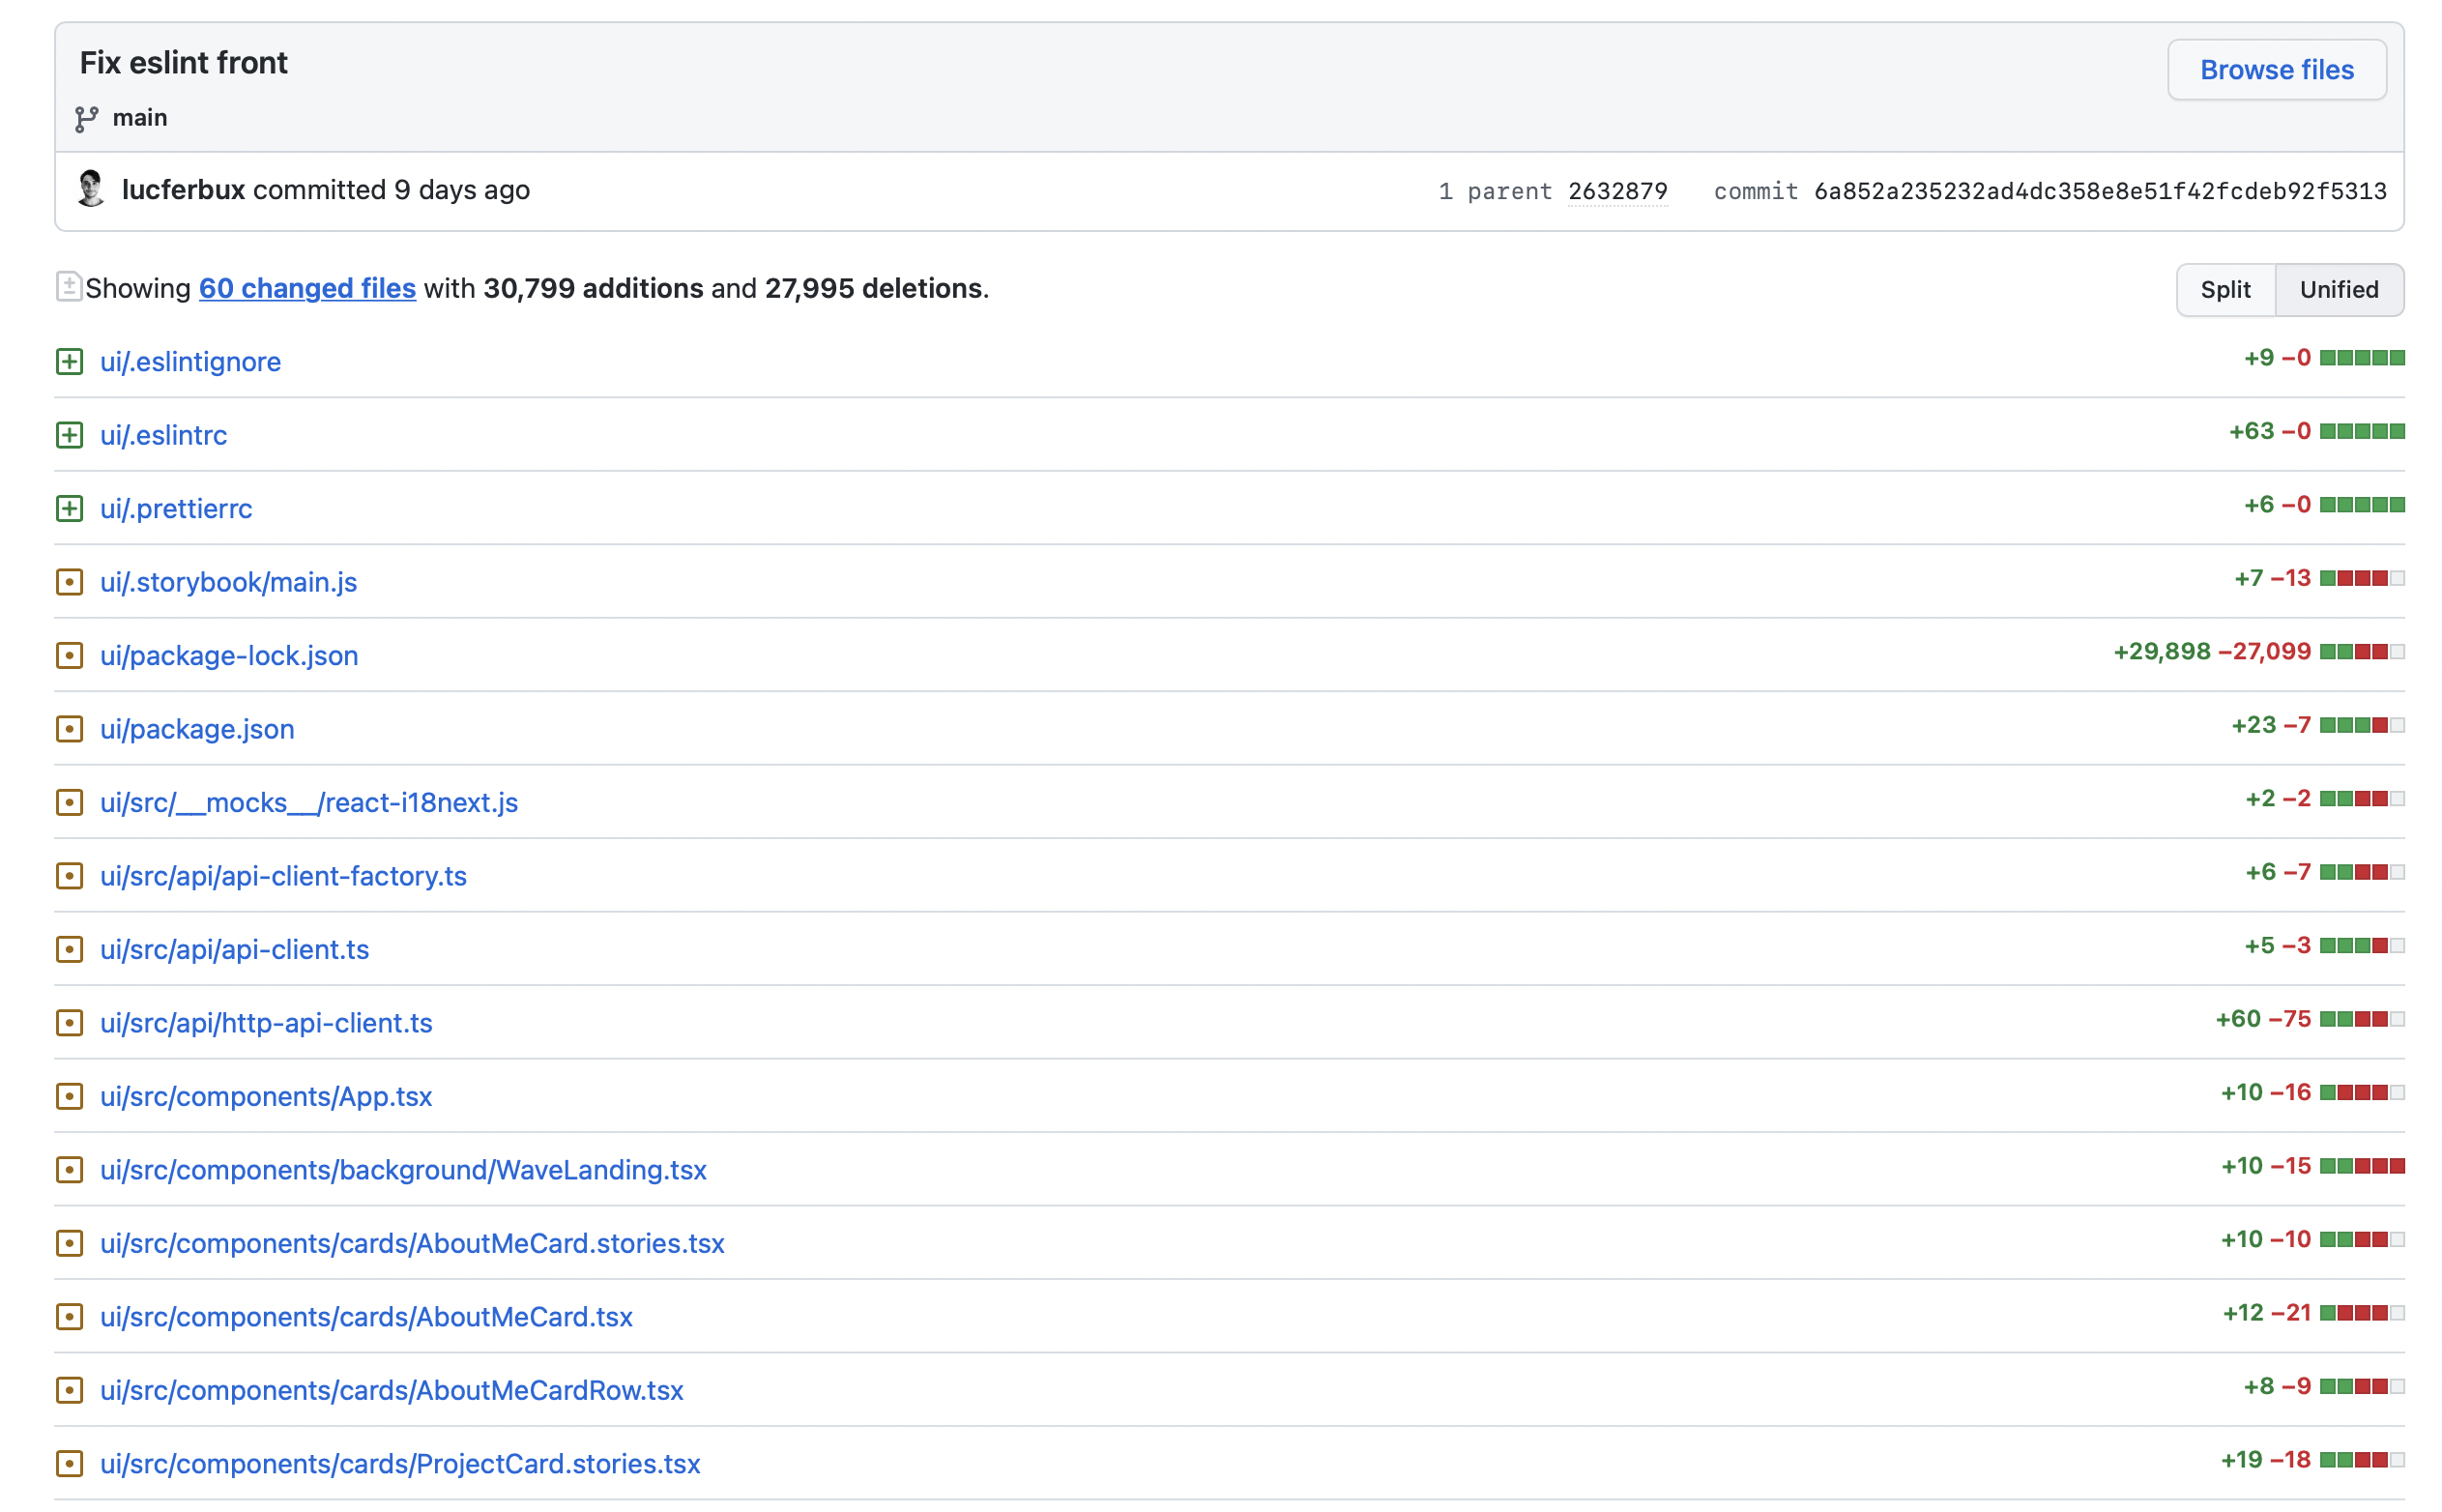 Fix eslint front
Browse files
main
lucferbux committed 9 days ago
1 parent 2632879 commit 6a852a235232ad4dc358e8e51f42fcdeb92f5313
Showing 60 changed files with 30,799 additions and 27,995 deletions.
Split Unified
ui/.eslintignore +9 −0
ui/.eslintrc +63 −0
ui/.prettierrc +6 −0
ui/.storybook/main.js +7 −13
ui/package-lock.json +29,898 −27,099
ui/package.json +23 −7
ui/src/__mocks__/react-i18next.js +2 −2
ui/src/api/api-client-factory.ts +6 −7
ui/src/api/api-client.ts +5 −3
ui/src/api/http-api-client.ts +60 −75
ui/src/components/App.tsx +10 −16
ui/src/components/background/WaveLanding.tsx +10 −15
ui/src/components/cards/AboutMeCard.stories.tsx +10 −10
ui/src/components/cards/AboutMeCard.tsx +12 −21
ui/src/components/cards/AboutMeCardRow.tsx +8 −9
ui/src/components/cards/ProjectCard.stories.tsx +19 −18